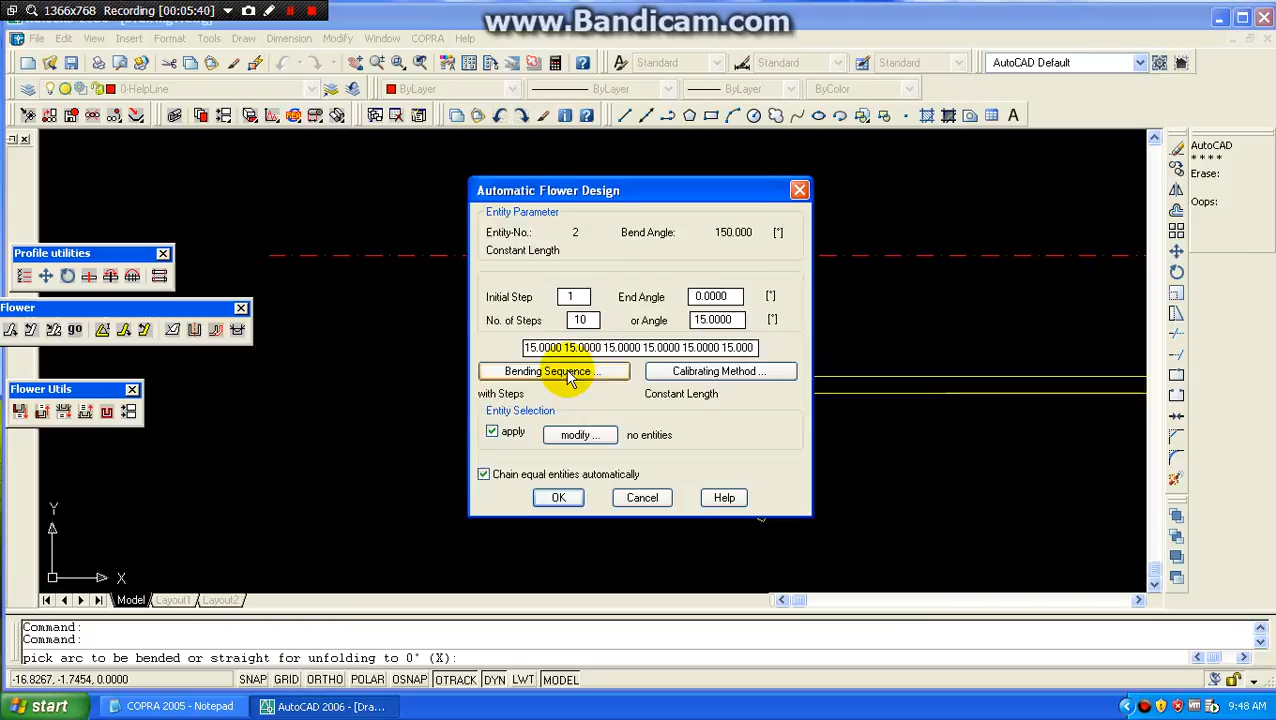 1366x768 Recording [00:05:40]
www.Bandicam.com
File Edit View Insert Format Tools Draw Dimension Modify Window COPRA Help
Standard Standard Standard AutoCAD Default
0-HelpLine ByLayer ByLayer ByLayer ByColor
AutoCAD
* * * *
Erase:
Oops:
Automatic Flower Design
Entity Parameter
Entity-No.: 2 Bend Angle: 150.000 [°]
Constant Length
Initial Step 1 End Angle 0.0000 [°]
No. of Steps 10 or Angle 15.0000 [°]
15.0000 15.0000 15.0000 15.0000 15.0000 15.000
Bending Sequence ... Calibrating Method ...
with Steps Constant Length
Entity Selection
apply modify ... no entities
Chain equal entities automatically
OK Cancel Help
Profile utilities
Flower
go
Flower Utils
Y
X
Model Layout1 Layout2
Command:
Command:
pick arc to be bended or straight for unfolding to 0° (X):
-16.8267, -1.7454, 0.0000 SNAP GRID ORTHO POLAR OSNAP OTRACK DYN LWT MODEL
start COPRA 2005 - Notepad AutoCAD 2006 - [Dra... 9:48 AM